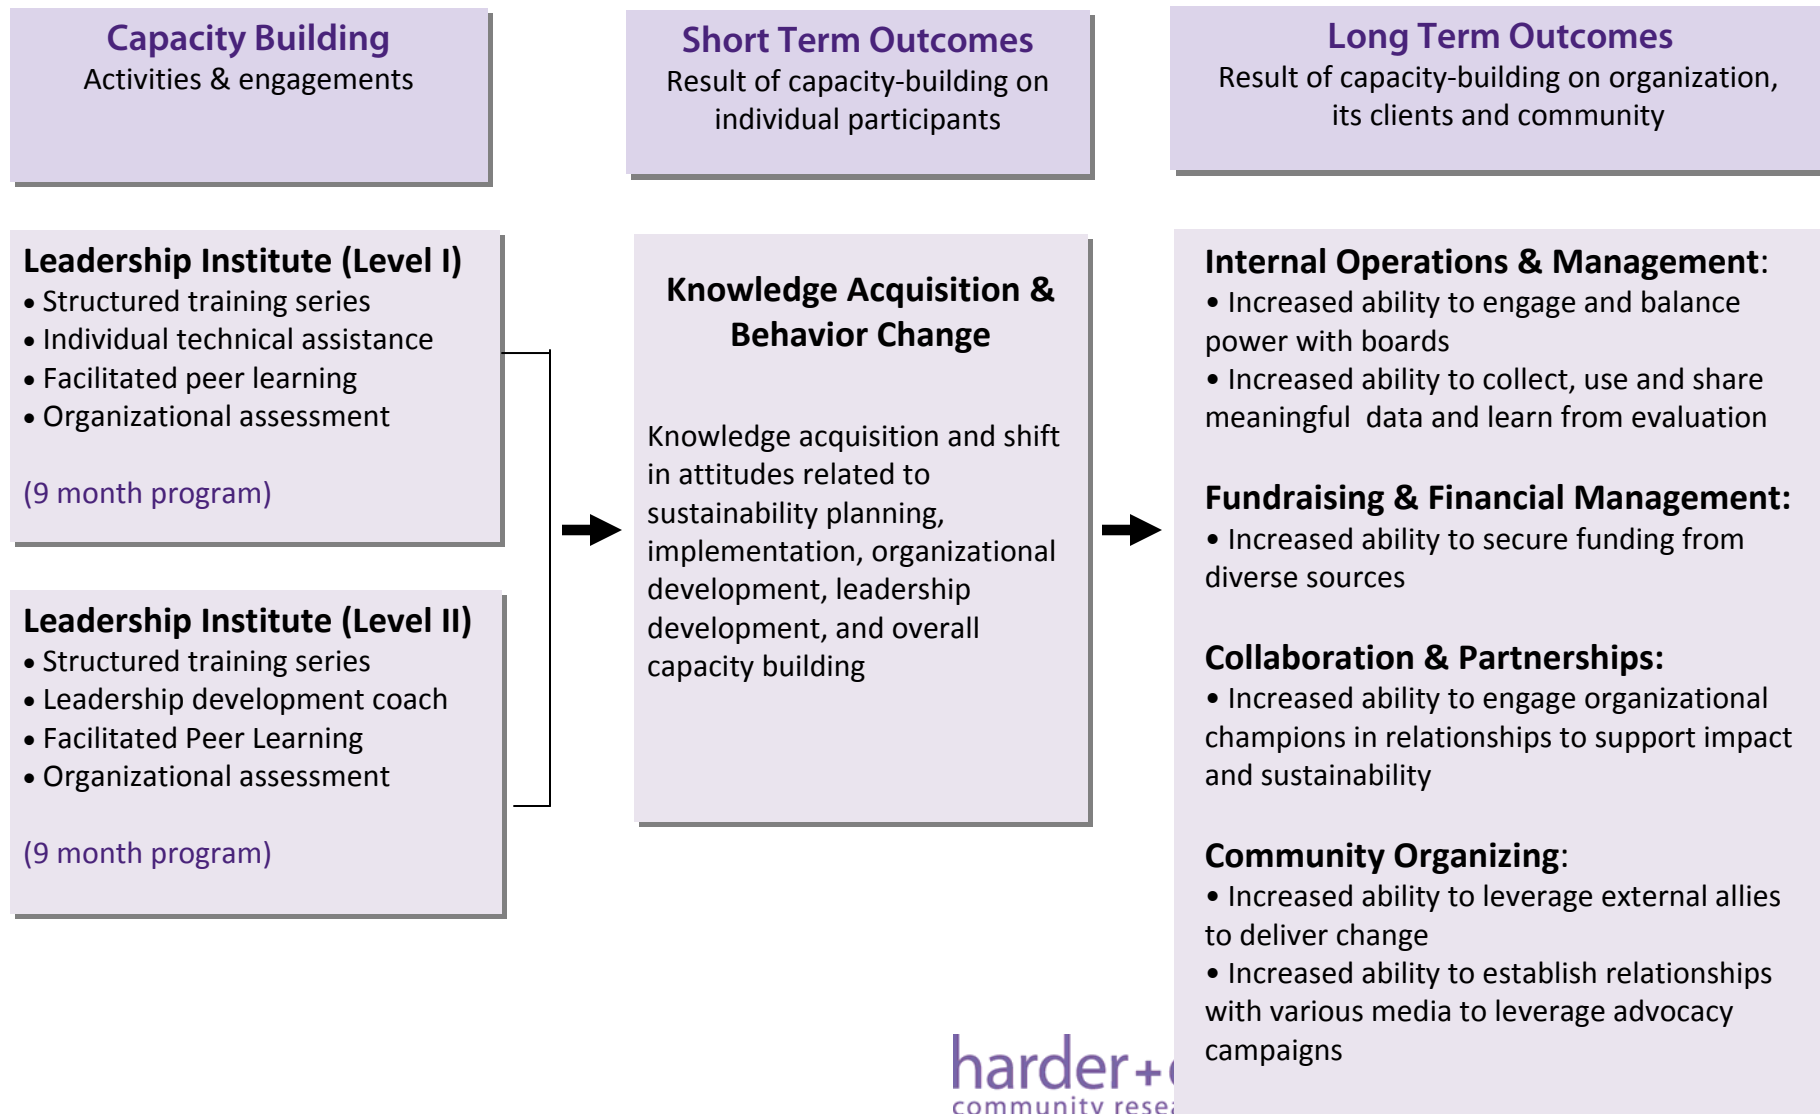 Capacity Building
Activities & engagements
Short Term Outcomes
Result of capacity-building on
individual participants
Long Term Outcomes
Result of capacity-building on organization,
its clients and community
Leadership Institute (Level I)
• Structured training series
• Individual technical assistance
• Facilitated peer learning
• Organizational assessment
(9 month program)
Leadership Institute (Level II)
• Structured training series
• Leadership development coach
• Facilitated Peer Learning
• Organizational assessment
(9 month program)
Knowledge Acquisition &
Behavior Change
Knowledge acquisition and shift
in attitudes related to
sustainability planning,
implementation, organizational
development, leadership
development, and overall
capacity building
Internal Operations & Management:
• Increased ability to engage and balance
power with boards
• Increased ability to collect, use and share
meaningful  data and learn from evaluation
Fundraising & Financial Management:
• Increased ability to secure funding from
diverse sources
Collaboration & Partnerships:
• Increased ability to engage organizational
champions in relationships to support impact
and sustainability
Community Organizing:
• Increased ability to leverage external allies
to deliver change
• Increased ability to establish relationships
with various media to leverage advocacy
campaigns
harder+
community